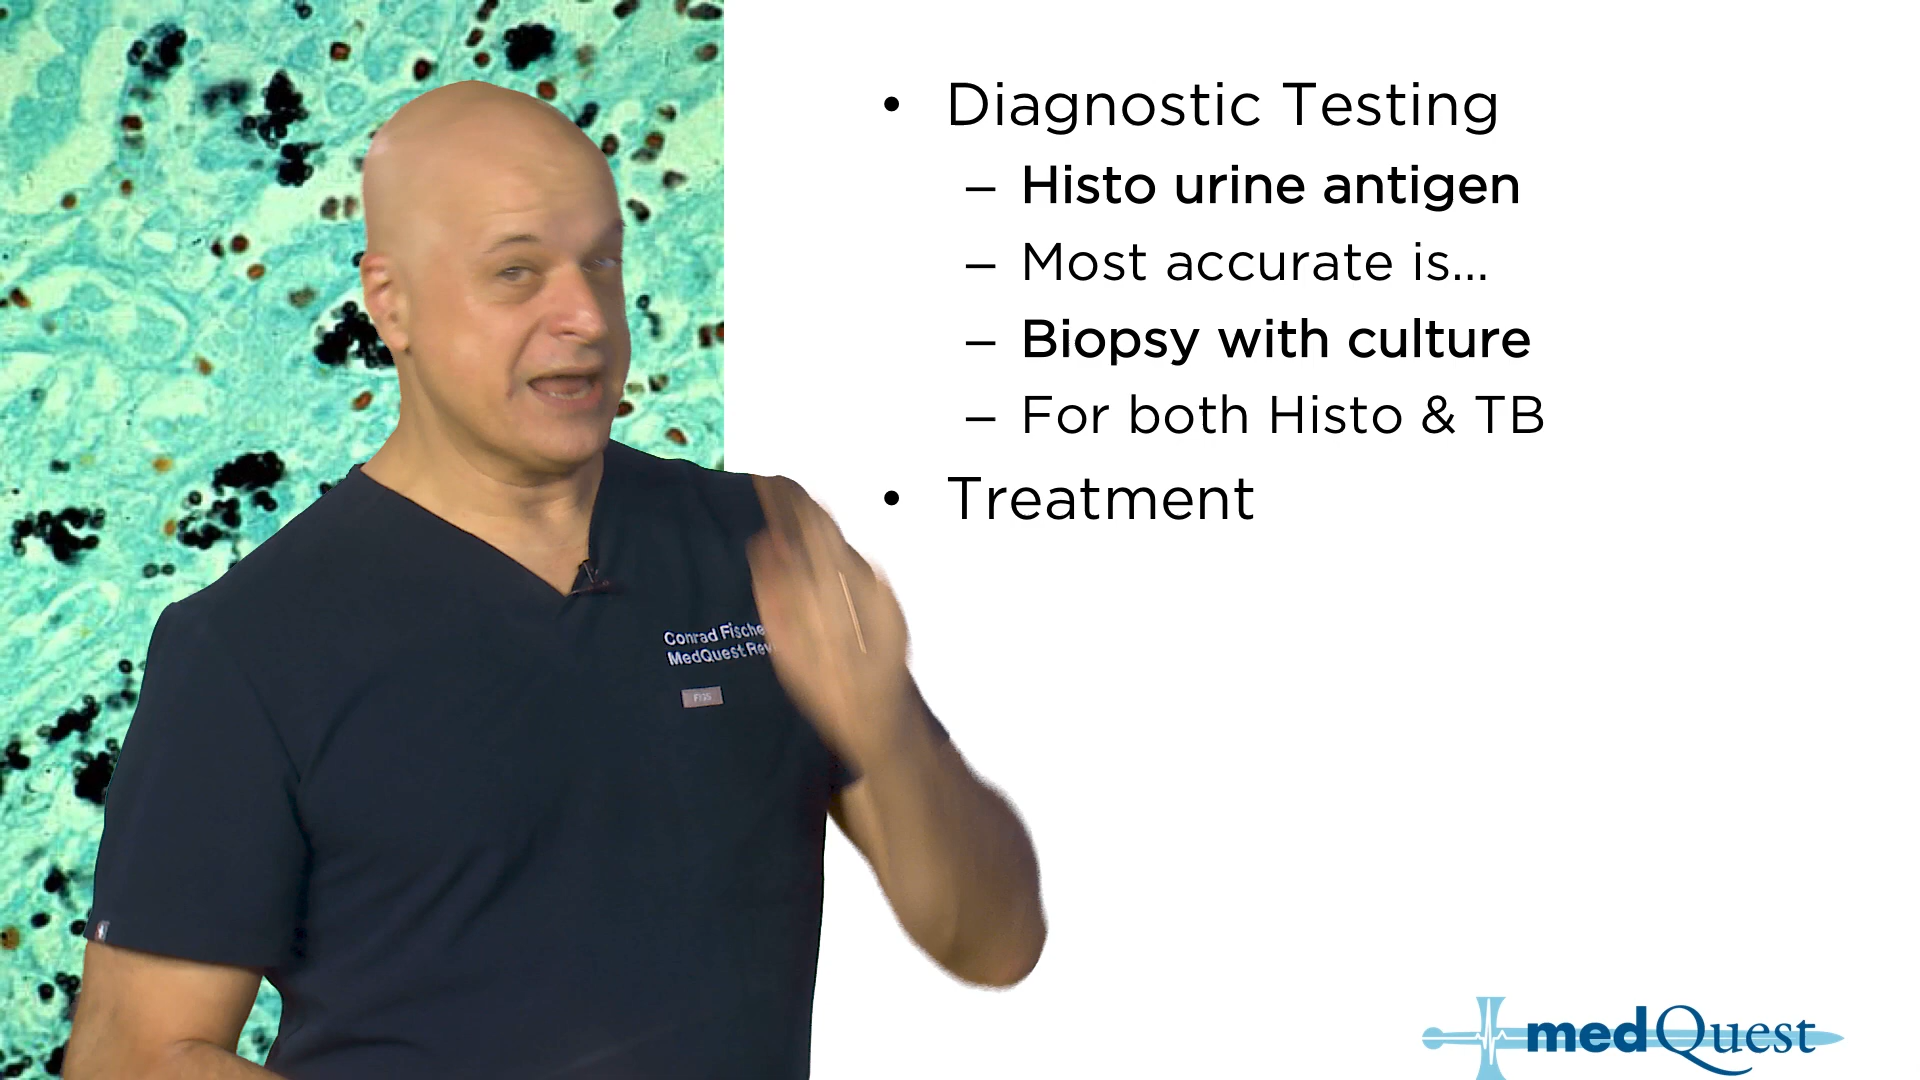 • Diagnostic Testing
– Histo urine antigen
– Most accurate is...
– Biopsy with culture
– For both Histo & TB
• Treatment
Conrad Fische
MedQuest Rev
FIGS
medQuest